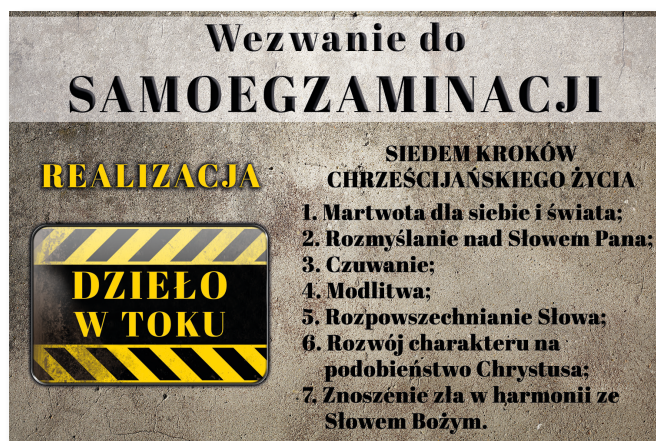 Wezwanie do
SAMOEGZAMINACJI
REALIZACJA
DZIEŁO
W TOKU
SIEDEM KROKÓW
CHRZEŚCIJAŃSKIEGO ŻYCIA
1. Martwota dla siebie i świata;
2. Rozmyślanie nad Słowem Pana;
3. Czuwanie;
4. Modlitwa;
5. Rozpowszechnianie Słowa;
6. Rozwój charakteru na
podobieństwo Chrystusa;
7. Znoszenie zła w harmonii ze
Słowem Bożym.